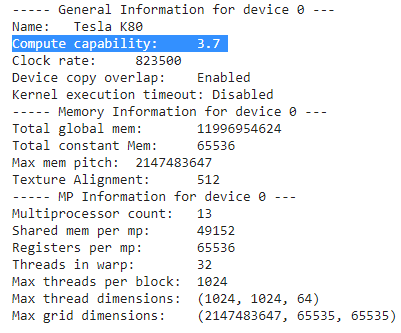 ----- General Information for device 0 ---
Name:   Tesla K80
Compute capability:     3.7
Clock rate:     823500
Device copy overlap:    Enabled
Kernel execution timeout: Disabled
----- Memory Information for device 0 ---
Total global mem:       11996954624
Total constant Mem:     65536
Max mem pitch:  2147483647
Texture Alignment:      512
----- MP Information for device 0 ---
Multiprocessor count:   13
Shared mem per mp:      49152
Registers per mp:       65536
Threads in warp:        32
Max threads per block:  1024
Max thread dimensions:  (1024, 1024, 64)
Max grid dimensions:    (2147483647, 65535, 65535)